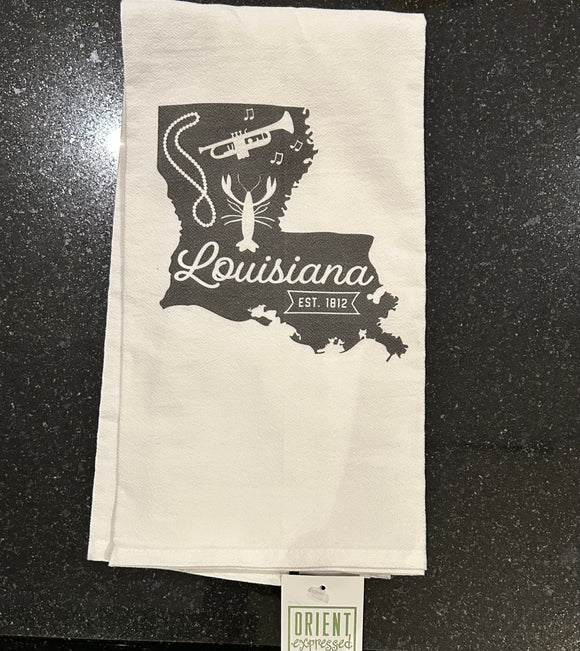 Louisiana
EST. 1812
ORIENT
expressed